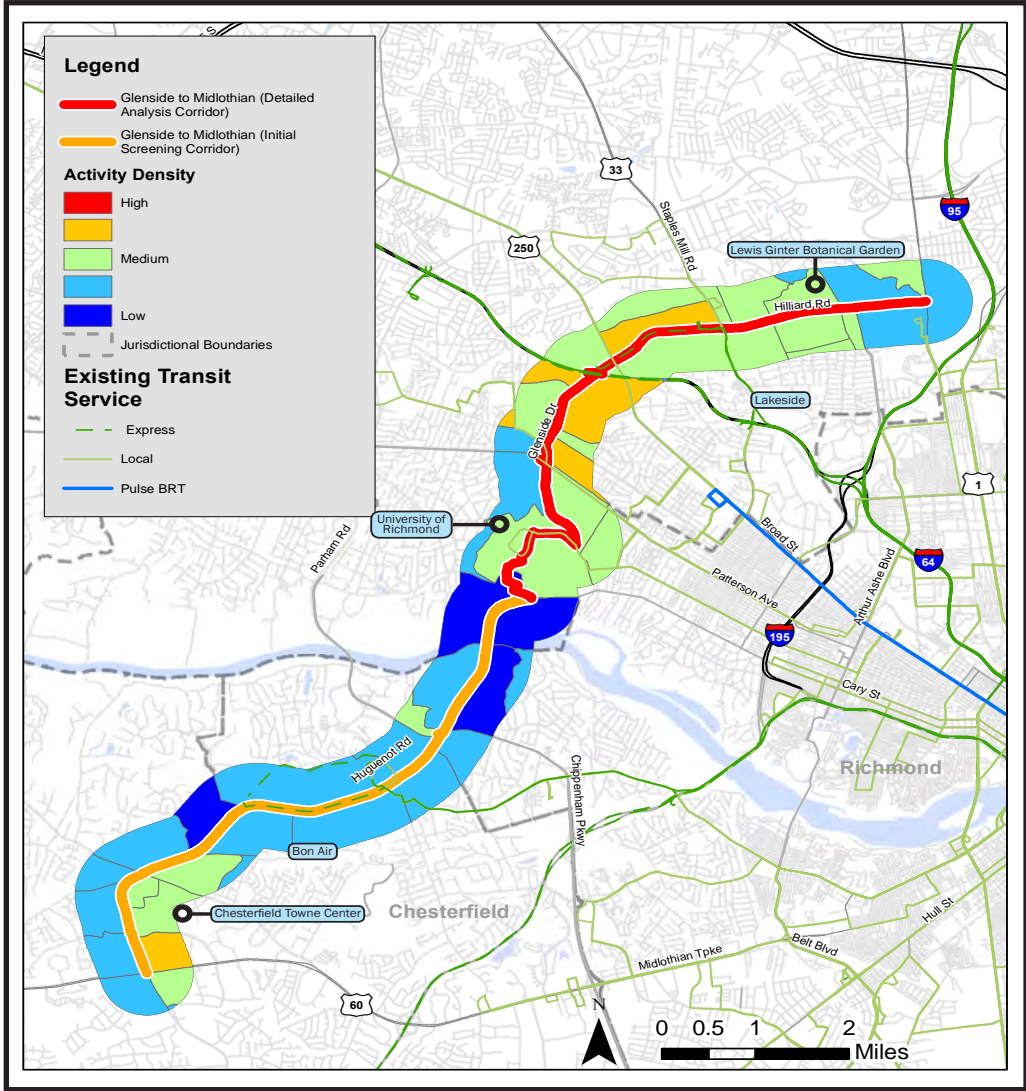 Legend
Glenside to Midlothian (Detailed
Analysis Corridor)
Glenside to Midlothian (Initial
Screening Corridor)
Activity Density
High
Medium
Low
Jurisdictional Boundaries
Existing Transit
Service
Express
Local
Pulse BRT
33
95
Staples Mill Rd
250
Lewis Ginter Botanical Garden
Hilliard Rd
Lakeside
Glenside Dr
1
University of
Richmond
Parham Rd
Broad St
Arthur Ashe Blvd
64
Patterson Ave
195
Cary St
Huguenot Rd
Chippenham Pkwy
Richmond
Bon Air
Chesterfield Towne Center
Chesterfield
Hull St
Belt Blvd
Midlothian Tpke
60
N
0 0.5 1 2
Miles